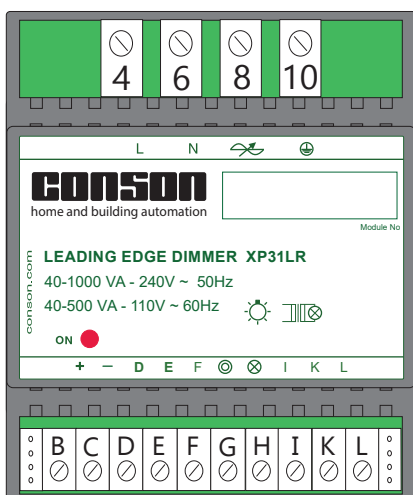 4 6 8 10
L N
conson
home and building automation
Module No
conson.com
LEADING EDGE DIMMER XP31LR
40-1000 VA - 240V ~ 50Hz
40-500 VA - 110V ~ 60Hz
ON
+ − D E F I K L
B C D E F G H I K L